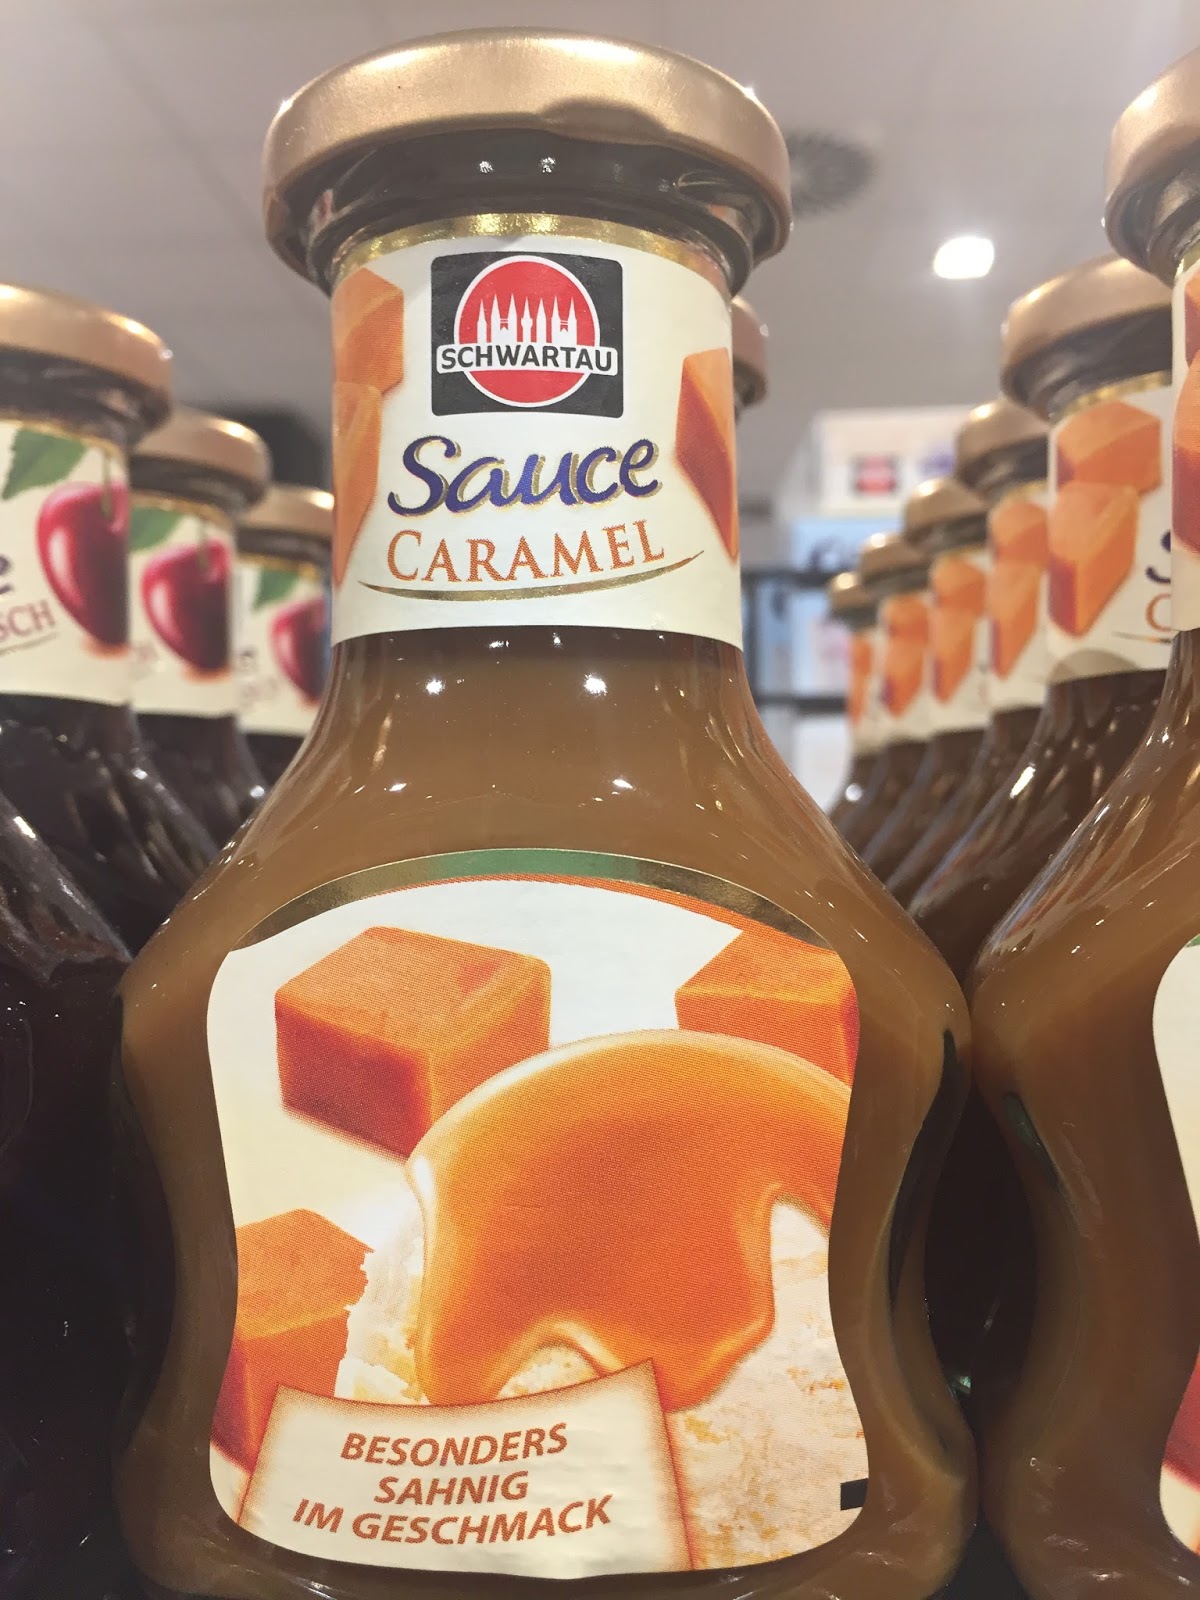 SCHWARTAU
Sauce
CARAMEL
BESONDERS
SAHNIG
IM GESCHMACK